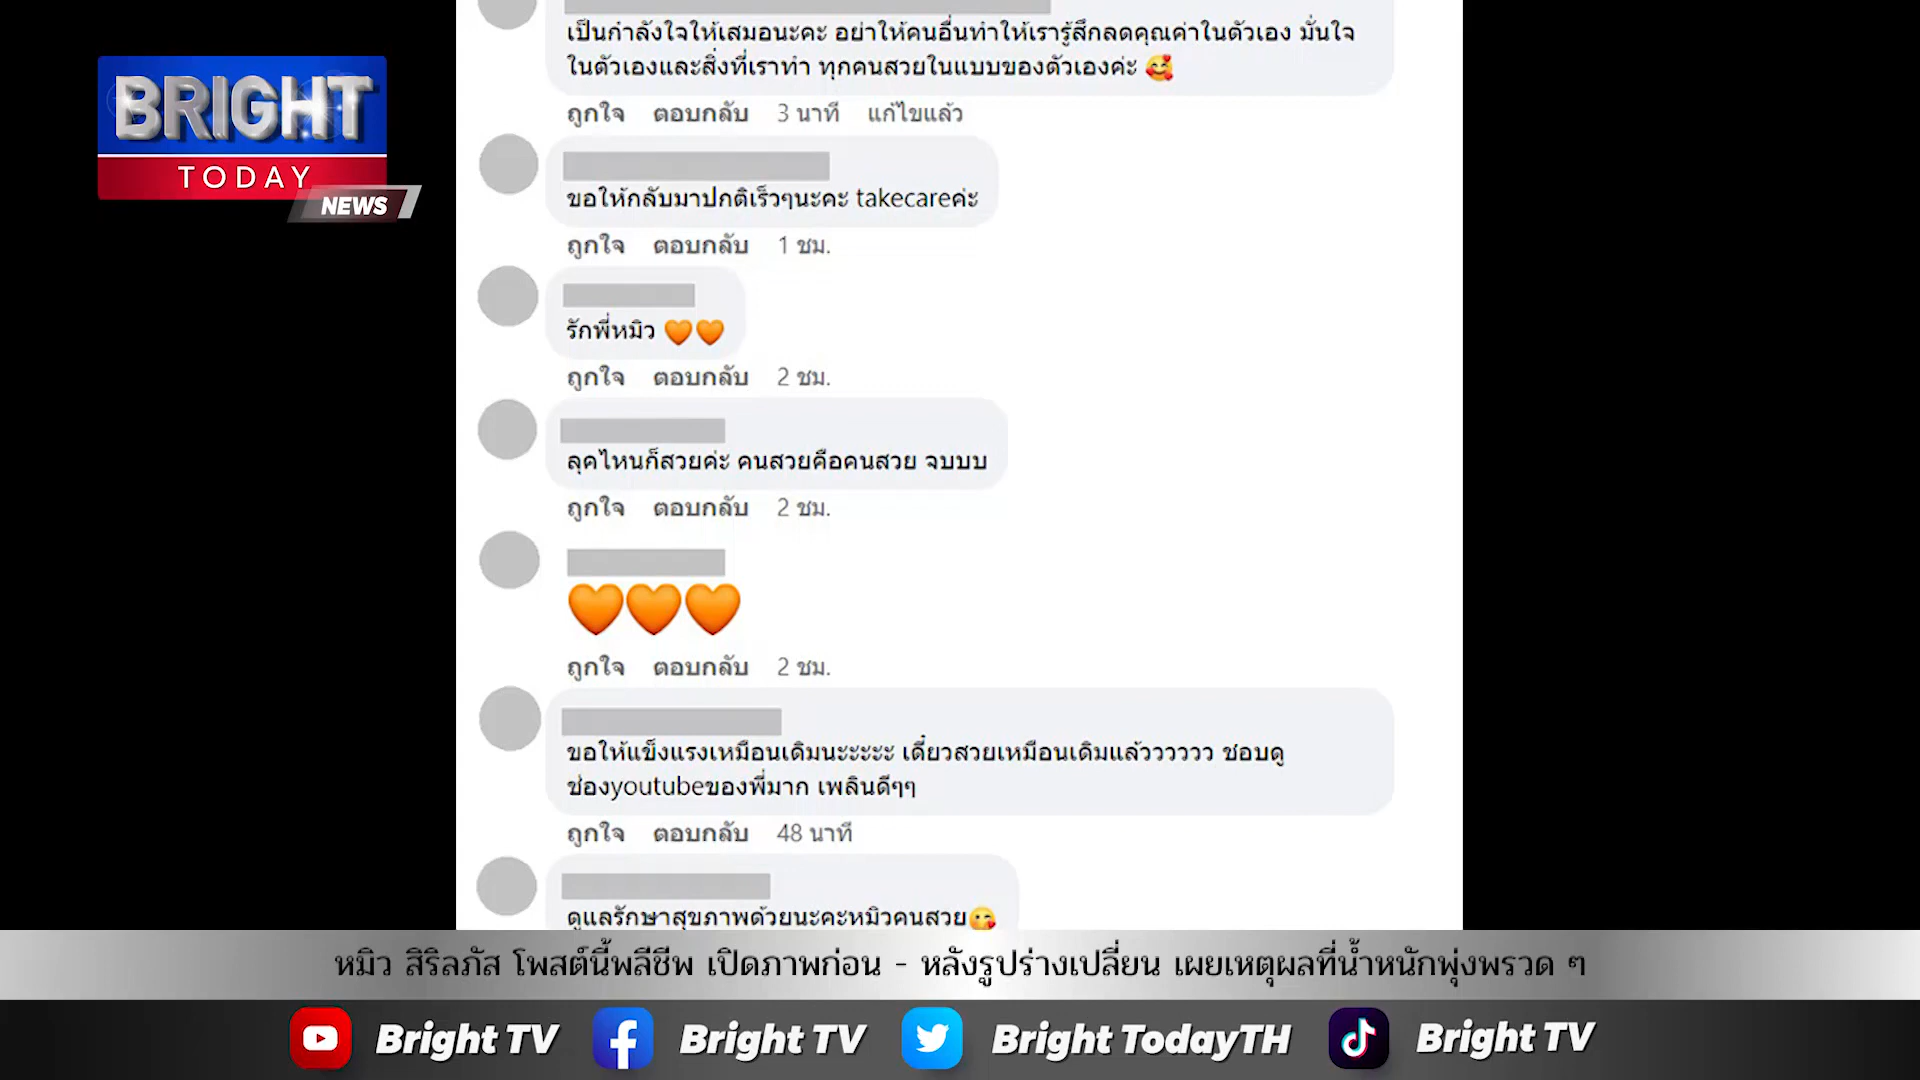 เป็นกำลังใจให้เสมอนะคะ อย่าให้คนอื่นทำให้เรารู้สึกลดคุณค่าในตัวเอง มั่นใจ
ในตัวเองและสิ่งที่เราทำ ทุกคนสวยในแบบของตัวเองค่ะ 🥰
ถูกใจ ตอบกลับ 3 นาที แก้ไขแล้ว
BRIGHT
TODAY
NEWS
ขอให้กลับมาปกติเร็วๆนะคะ takecareค่ะ
ถูกใจ ตอบกลับ 1 ชม.
รักพี่หมิว 🧡🧡
ถูกใจ ตอบกลับ 2 ชม.
ลุคไหนก็สวยค่ะ คนสวยคือคนสวย จบบบ
ถูกใจ ตอบกลับ 2 ชม.
🧡🧡🧡
ถูกใจ ตอบกลับ 2 ชม.
ขอให้แข็งแรงเหมือนเดิมนะะะะะ เดี๋ยวสวยเหมือนเดิมแล้วววววว ชอบดู
ช่องyoutubeของพี่มาก เพลินดีๆๆ
ถูกใจ ตอบกลับ 48 นาที
ดูแลรักษาสุขภาพด้วยนะคะหมิวคนสวย😘
หมิว สิริลภัส โพสต์นี้พลีชีพ เปิดภาพก่อน - หลังรูปร่างเปลี่ยน เผยเหตุผลที่น้ำหนักพุ่งพรวด ๆ
Bright TV Bright TV Bright TodayTH Bright TV